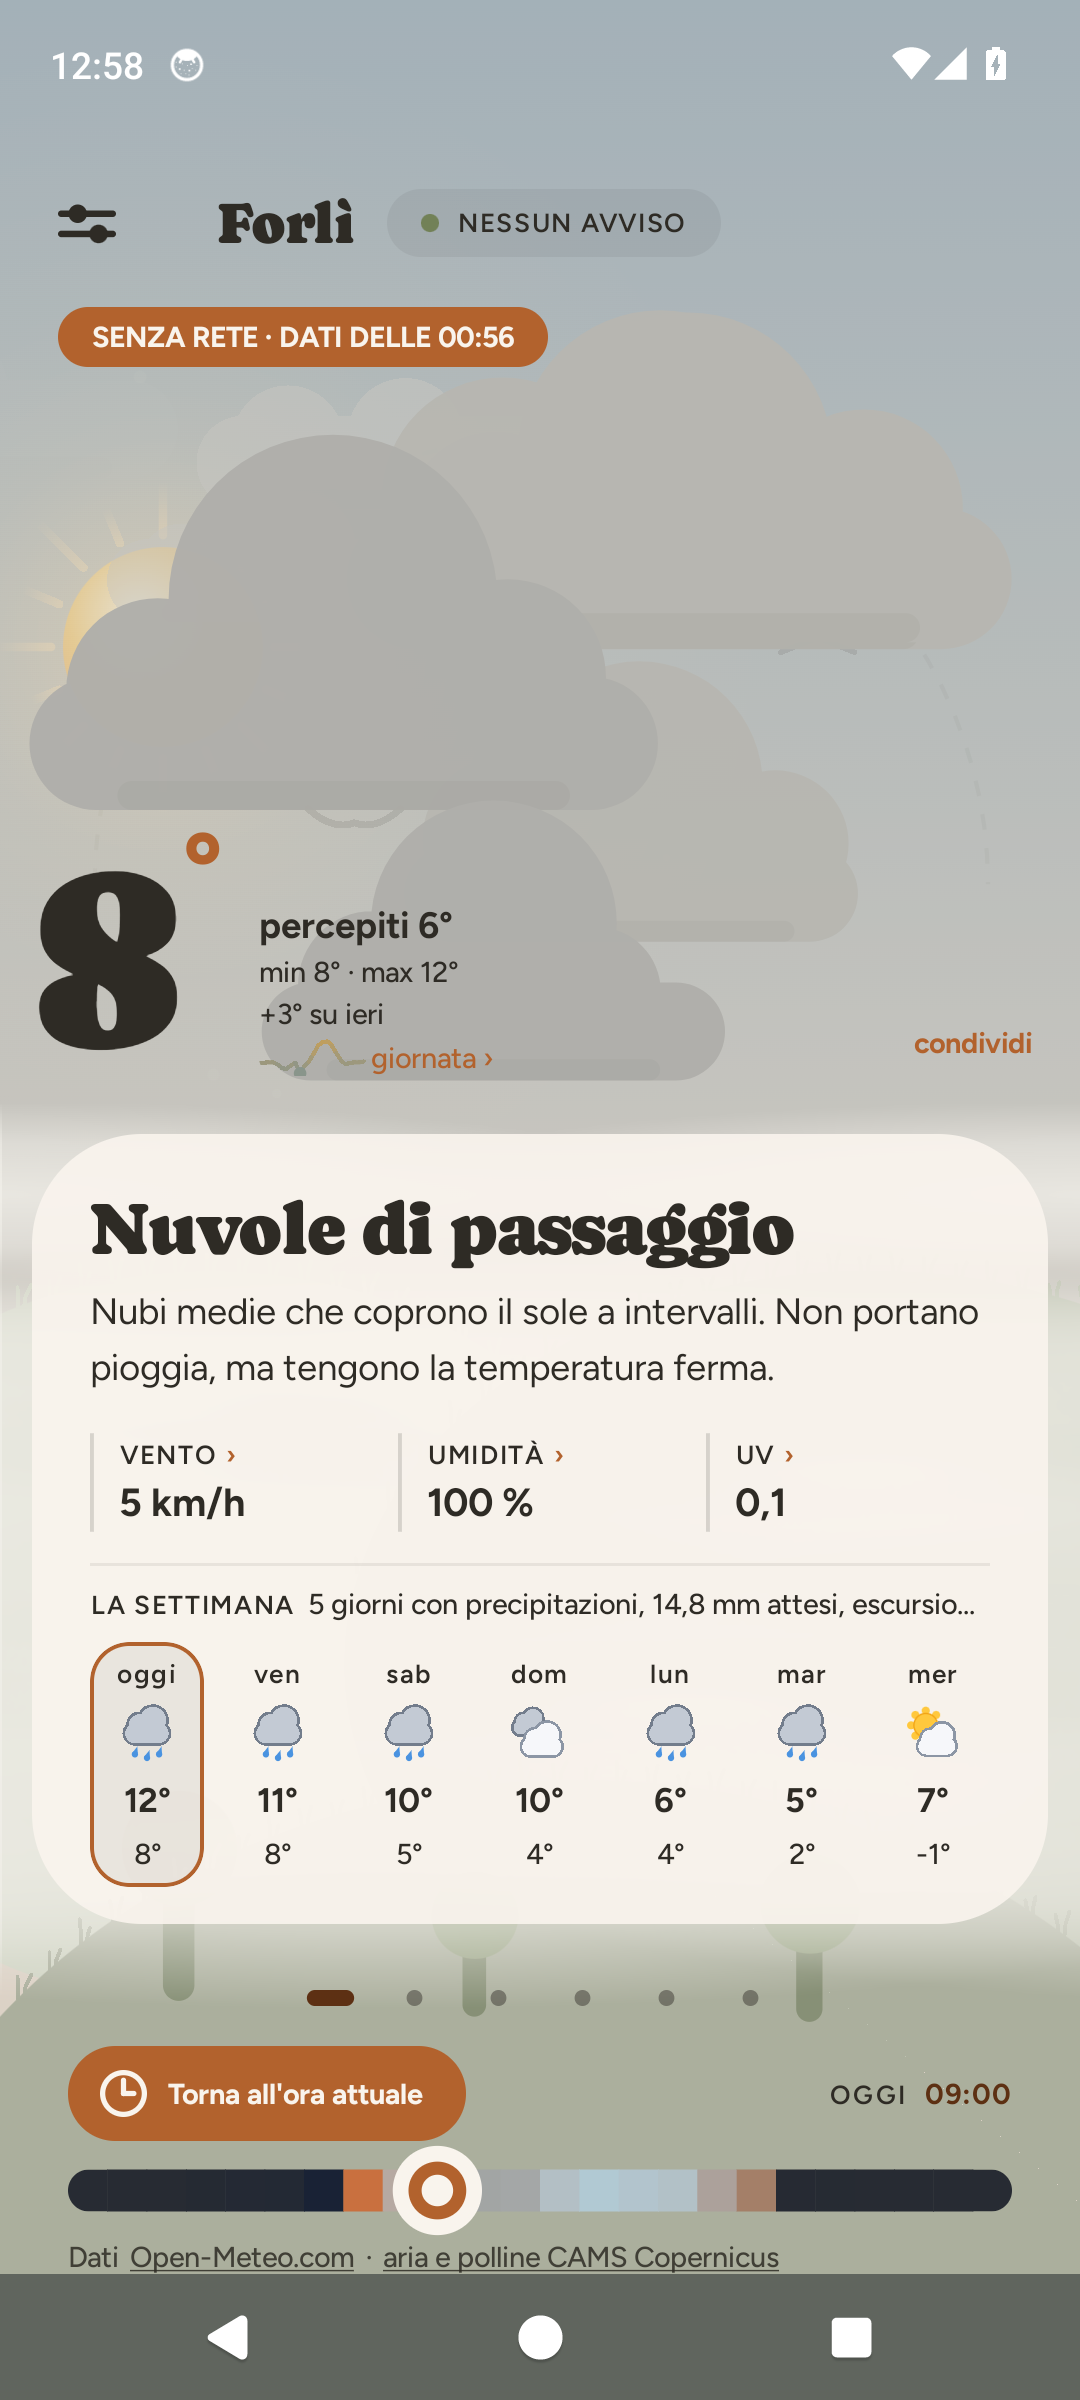 12:58
Forlì NESSUN AVVISO
SENZA RETE · DATI DELLE 00:56
8°
percepiti 6°
min 8° · max 12°
+3° su ieri
giornata ›
condividi
Nuvole di passaggio
Nubi medie che coprono il sole a intervalli. Non portano
pioggia, ma tengono la temperatura ferma.
VENTO › UMIDITÀ › UV ›
5 km/h 100 % 0,1
LA SETTIMANA 5 giorni con precipitazioni, 14,8 mm attesi, escursio...
oggi ven sab dom lun mar mer
12° 11° 10° 10° 6° 5° 7°
8° 8° 5° 4° 4° 2° -1°
Torna all'ora attuale OGGI 09:00
Dati Open-Meteo.com · aria e polline CAMS Copernicus